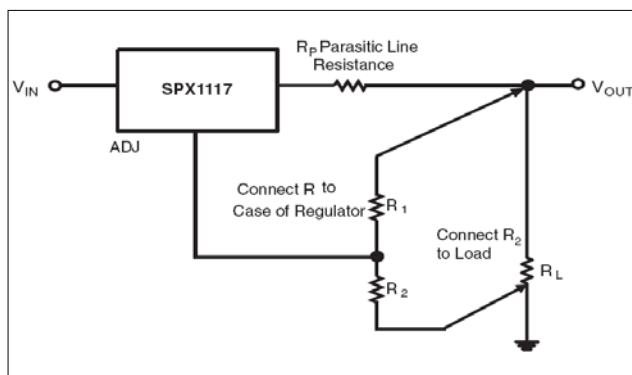 R_P Parasitic Line
Resistance
V_IN
SPX1117
V_OUT
ADJ
Connect R to
Case of Regulator
R_1
Connect R_2
to Load
R_2
R_L